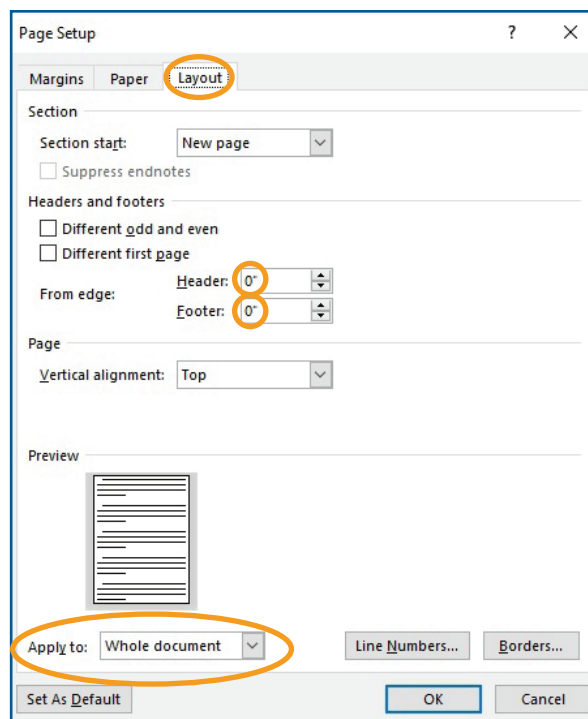 Page Setup ?
Margins Paper Layout
Section
Section start: New page
Suppress endnotes
Headers and footers
Different odd and even
Different first page
From edge:
Header: 0"
Footer: 0"
Page
Vertical alignment: Top
Preview
Apply to: Whole document Line Numbers... Borders...
Set As Default OK Cancel